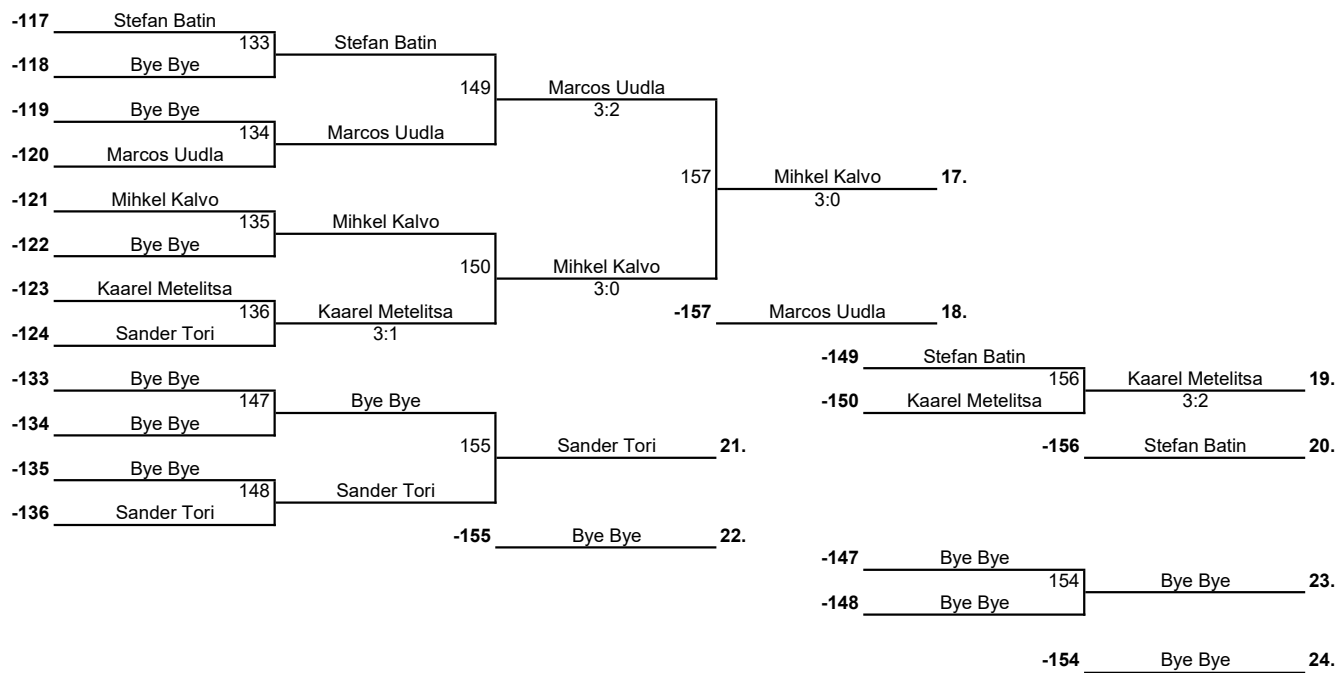 -117 Stefan Batin
133 Stefan Batin
-118 Bye Bye
149 Marcos Uudla
3:2
-119 Bye Bye
134 Marcos Uudla
-120 Marcos Uudla
157 Mihkel Kalvo 17.
3:0
-121 Mihkel Kalvo
135 Mihkel Kalvo
-122 Bye Bye
150 Mihkel Kalvo
3:0
-123 Kaarel Metelitsa
136 Kaarel Metelitsa
3:1
-157 Marcos Uudla 18.
-124 Sander Tori
-149 Stefan Batin
156 Kaarel Metelitsa 19.
3:2
-133 Bye Bye
147 Bye Bye
-150 Kaarel Metelitsa
-134 Bye Bye
155 Sander Tori 21.
-156 Stefan Batin 20.
-135 Bye Bye
148 Sander Tori
-136 Sander Tori
-155 Bye Bye 22.
-147 Bye Bye
154 Bye Bye 23.
-148 Bye Bye
-154 Bye Bye 24.